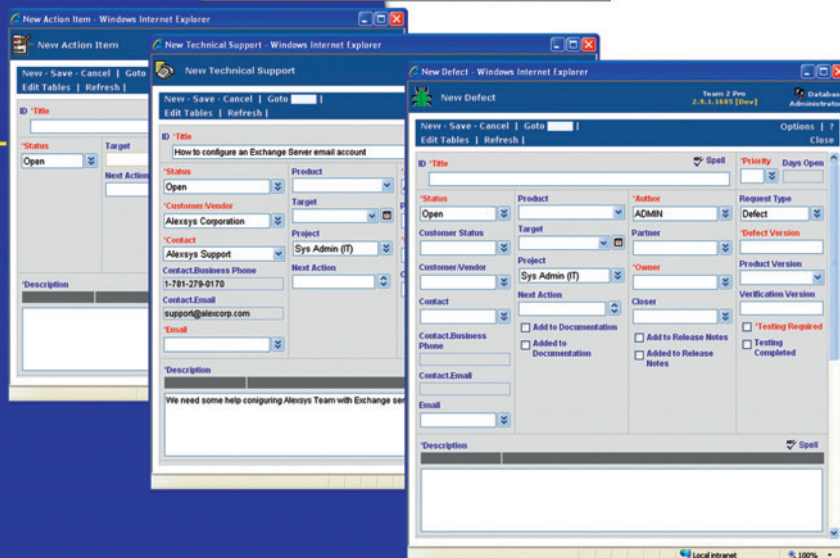 New Action Item - Windows Internet Explorer
New Action Item
New - Save - Cancel | Goto
Edit Tables | Refresh |
ID *Title
*Status
Target
Open
Next Action
*Description
New Technical Support - Windows Internet Explorer
New Technical Support
New - Save - Cancel | Goto |
Edit Tables | Refresh |
ID *Title
How to configure an Exchange Server email account
*Status
Product
Open
*Customer/Vendor
Target
Alexsys Corporation
*Contact
Project
Alexsys Support
Sys Admin (IT)
Contact.Business Phone
Next Action
1-781-279-0170
Contact.Email
support@alexcorp.com
*Email
*Description
We need some help coniguring Alexsys Team with Exchange ser
New Defect - Windows Internet Explorer
New Defect
Team 2 Pro
2.9.1.1685 [Dev]
Database
Administrator
New - Save - Cancel | Goto |
Options | ?
Edit Tables | Refresh |
Close
ID *Title
Spell
*Priority
Days Open
*Status
Product
*Author
Request Type
Open
ADMIN
Defect
Customer Status
Target
Partner
*Defect Version
Customer/Vendor
Project
*Owner
Product Version
Sys Admin (IT)
Contact
Next Action
Closer
Verification Version
Contact.Business
Phone
Add to Documentation
Added to
Documentation
Add to Release Notes
Added to Release
Notes
*Testing Required
Testing
Completed
Contact.Email
Email
*Description
Spell
Local intranet
100%